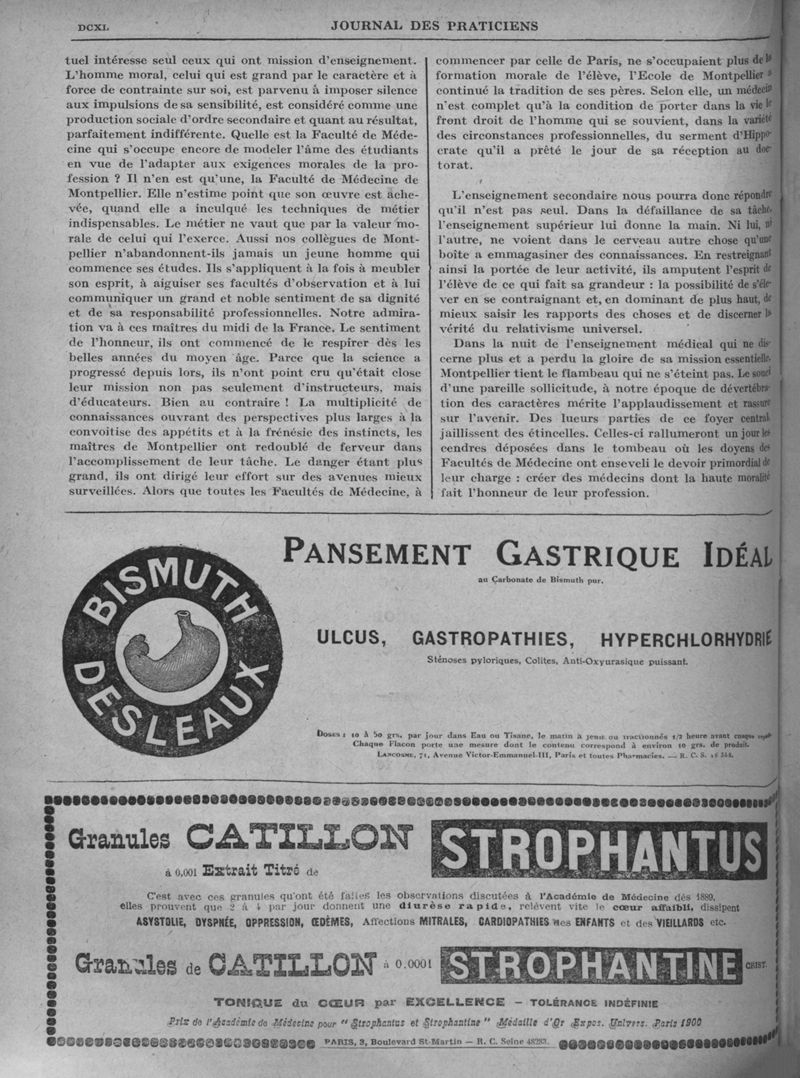 DCXL
JOURNAL DES PRATICIENS
tuel intéresse seul ceux qui ont mission d'enseignement.
L'homme moral, celui qui est grand par le caractère et à
force de contrainte sur soi, est parvenu à imposer silence
aux impulsions de sa sensibilité, est considéré comme une
production sociale d'ordre secondaire et quant au résultat,
parfaitement indifférente. Quelle est la Faculté de Méde-
cine qui s'occupe encore de modeler l'âme des étudiants
en vue de l'adapter aux exigences morales de la pro-
fession ? Il n'en est qu'une, la Faculté de Médecine de
Montpellier. Elle n'estime point que son œuvre est ache-
vée, quand elle a inculqué les techniques de métier
indispensables. Le métier ne vaut que par la valeur mo-
rale de celui qui l'exerce. Aussi nos collègues de Mont-
pellier n'abandonnent-ils jamais un jeune homme qui
commence ses études. Ils s'appliquent à la fois à meubler
son esprit, à aiguiser ses facultés d'observation et à lui
communiquer un grand et noble sentiment de sa dignité
et de sa responsabilité professionnelles. Notre admira-
tion va à ces maîtres du midi de la France. Le sentiment
de l'honneur, ils ont commencé de le respirer dès les
belles années du moyen âge. Parce que la science a
progressé depuis lors, ils n'ont point cru qu'était close
leur mission non pas seulement d'instructeurs, mais
d'éducateurs. Bien au contraire ! La multiplicité de
connaissances ouvrant des perspectives plus larges à la
convoitise des appétits et à la frénésie des instincts, les
maîtres de Montpellier ont redoublé de ferveur dans
l'accomplissement de leur tâche. Le danger étant plus
grand, ils ont dirigé leur effort sur des avenues mieux
surveillées. Alors que toutes les Facultés de Médecine, à
commencer par celle de Paris, ne s'occupaient plus de la
formation morale de l'élève, l'Ecole de Montpellier a
continué la tradition de ses pères. Selon elle, un médecin
n'est complet qu'à la condition de porter dans la vie le
front droit de l'homme qui se souvient, dans la variété
des circonstances professionnelles, du serment d'Hippo-
crate qu'il a prêté le jour de sa réception au doc-
torat.
L'enseignement secondaire nous pourra donc répondre
qu'il n'est pas seul. Dans la défaillance de sa tâche,
l'enseignement supérieur lui donne la main. Ni lui, ni
l'autre, ne voient dans le cerveau autre chose qu'une
boîte a emmagasiner des connaissances. En restreignant
ainsi la portée de leur activité, ils amputent l'esprit de
l'élève de ce qui fait sa grandeur : la possibilité de s'éle-
ver en se contraignant et, en dominant de plus haut, de
mieux saisir les rapports des choses et de discerner la
vérité du relativisme universel.
Dans la nuit de l'enseignement médical qui ne dis-
cerne plus et a perdu la gloire de sa mission essentielle,
Montpellier tient le flambeau qui ne s'éteint pas. Le souci
d'une pareille sollicitude, à notre époque de dévertébra-
tion des caractères mérite l'applaudissement et rassure
sur l'avenir. Des lueurs parties de ce foyer central
jaillissent des étincelles. Celles-ci rallumeront un jour les
cendres déposées dans le tombeau où les doyens des
Facultés de Médecine ont enseveli le devoir primordial de
leur charge : créer des médecins dont la haute moralité
fait l'honneur de leur profession.
BISMUTH
DESLEAUX
PANSEMENT GASTRIQUE IDÉAL
au Carbonate de Bismuth pur.
ULCUS, GASTROPATHIES, HYPERCHLORHYDRIE
Sténoses pyloriques, Colites, Anti-Oxyurasique puissant.
DOSES : 10 à 50 grs. par jour dans Eau ou Tisane, le matin à jeun ou fractionnés 1/2 heure avant chaque repas
Chaque Flacon porte une mesure dont le contenu correspond à environ 10 grs. de produit.
LANCOSME, 71, Avenue Victor-Emmanuel-III, Paris et toutes Pharmacies. — R. C. S.
Granules CATILLON STROPHANTUS
à 0,001 Extrait Titré de
C'est avec ces granules qu'ont été faites les observations discutées à l'Académie de Médecine dès 1889,
elles prouvent que 2 à 4 par jour donnent une diurèse rapide, relèvent vite le cœur affaibli, dissipent
ASYSTOLIE, DYSPNÉE, OPPRESSION, ŒDÈMES, Affections MITRALES, CARDIOPATHIES des ENFANTS et des VIEILLARDS etc.
Granules de CATILLON à 0.0001 STROPHANTINE CRIST.
TONIQUE du CŒUR par EXCELLENCE – TOLÉRANCE INDÉFINIE
Prix de l'Académie de Médecine pour "Strophantus et Strophantine" Médaille d'Or Expos. Univers. Paris 1900
PARIS, 3, Boulevard St-Martin — R. C. Seine 48283.